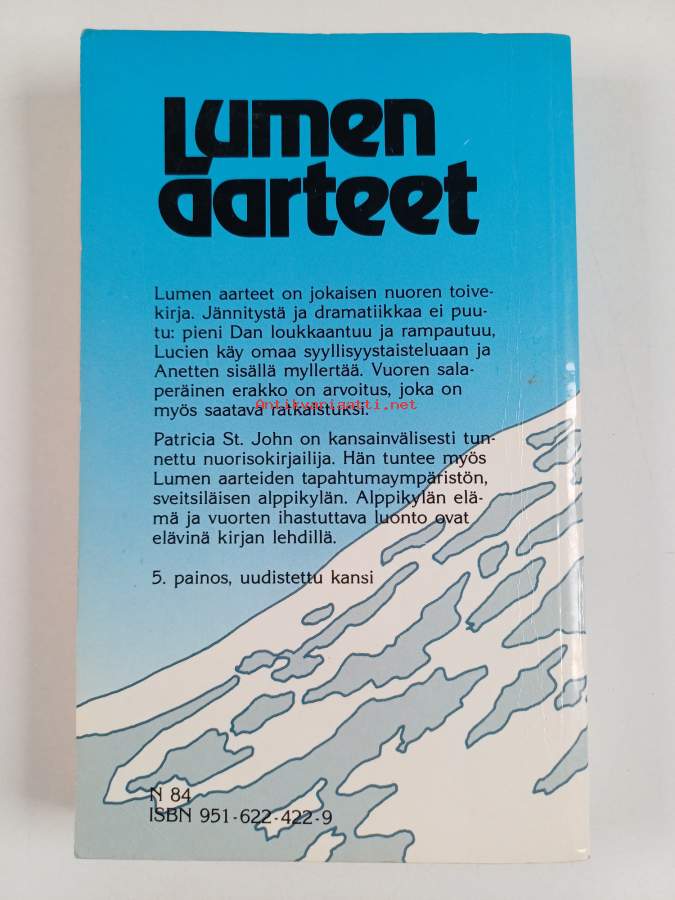 Lumen
aarteet
Lumen aarteet on jokaisen nuoren toive-
kirja. Jännitystä ja dramatiikkaa ei puu-
tu: pieni Dan loukkaantuu ja rampautuu,
Lucien käy omaa syyllisyystaisteluaan ja
Anetten sisällä myllertää. Vuoren sala-
peräinen erakko on arvoitus, joka on
myös saatava ratkaistuksi.
Antikvariaatti.net
Patricia St. John on kansainvälisesti tun-
nettu nuorisokirjailija. Hän tuntee myös
Lumen aarteiden tapahtumaympäristön,
sveitsiläisen alppikylän. Alppikylän elä-
mä ja vuorten ihastuttava luonto ovat
elävinä kirjan lehdillä.
5. painos, uudistettu kansi
N 84
ISBN 951-622-422-9